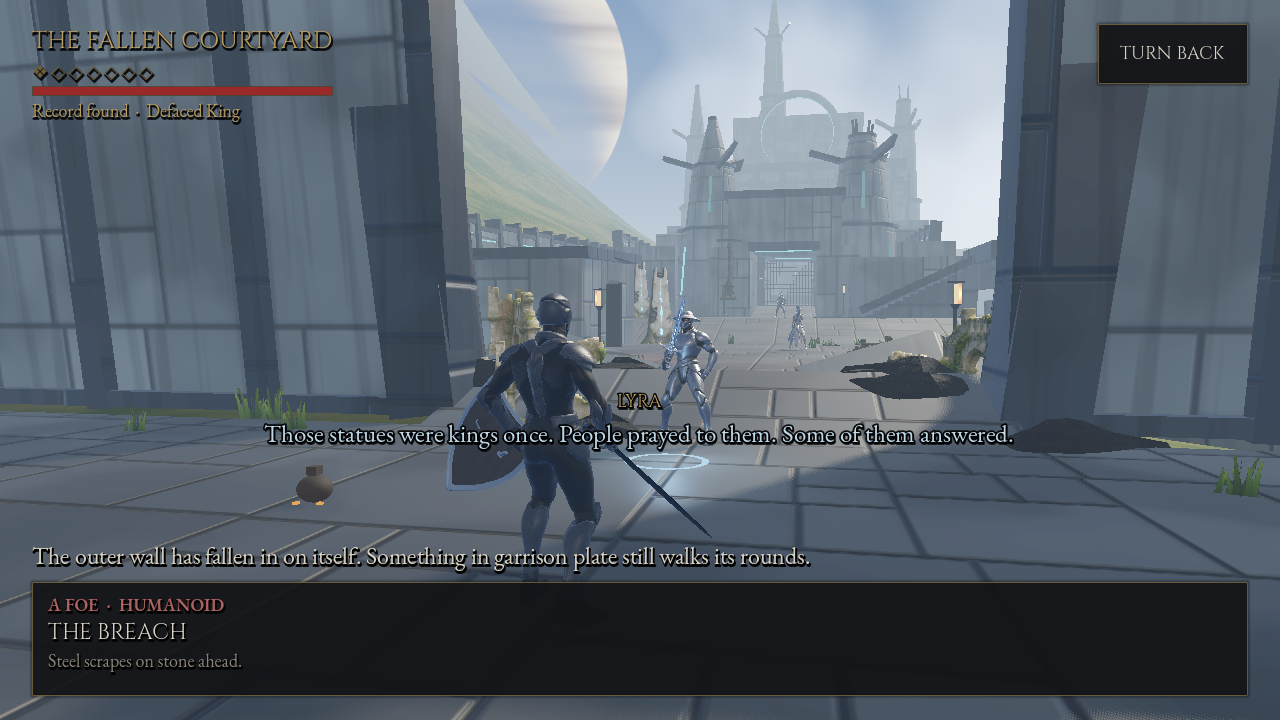 THE FALLEN COURTYARD
TURN BACK
Record found · Defaced King
LYRA
Those statues were kings once. People prayed to them. Some of them answered.
The outer wall has fallen in on itself. Something in garrison plate still walks its rounds.
A FOE · HUMANOID
THE BREACH
Steel scrapes on stone ahead.